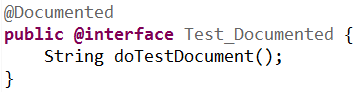 @Documented
public @interface Test_Documented {
    String doTestDocument();
}